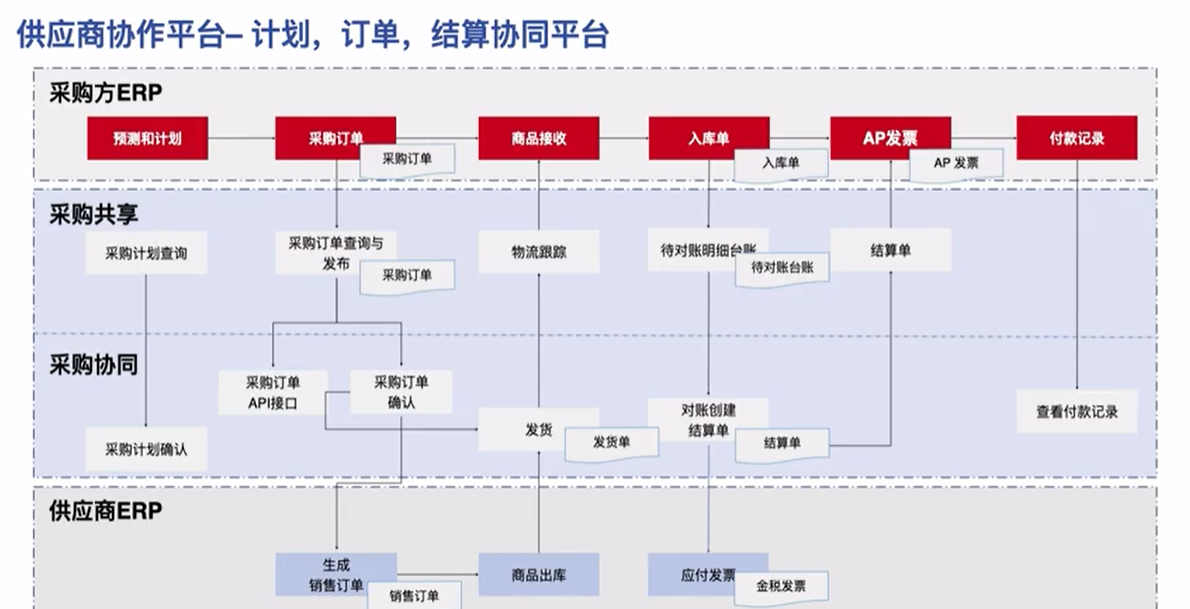 供应商协作平台– 计划，订单，结算协同平台
采购方ERP
预测和计划
采购订单
采购订单
商品接收
入库单
入库单
AP发票
AP 发票
付款记录
采购共享
采购计划查询
采购订单查询与
发布
采购订单
物流跟踪
待对账明细台账
待对账台账
结算单
采购协同
采购订单
API接口
采购订单
确认
采购计划确认
发货
发货单
对账创建
结算单
结算单
查看付款记录
供应商ERP
生成
销售订单
销售订单
商品出库
应付发票
金税发票